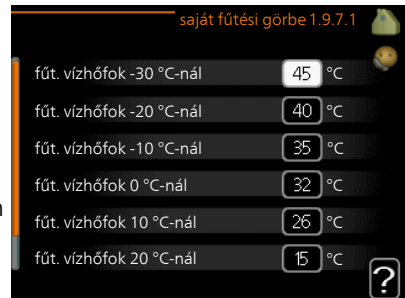 saját fűtési görbe 1.9.7.1
fűt. vízhőfok -30 °C-nál 45 °C
fűt. vízhőfok -20 °C-nál 40 °C
fűt. vízhőfok -10 °C-nál 35 °C
fűt. vízhőfok 0 °C-nál 32 °C
fűt. vízhőfok 10 °C-nál 26 °C
fűt. vízhőfok 20 °C-nál 15 °C
?